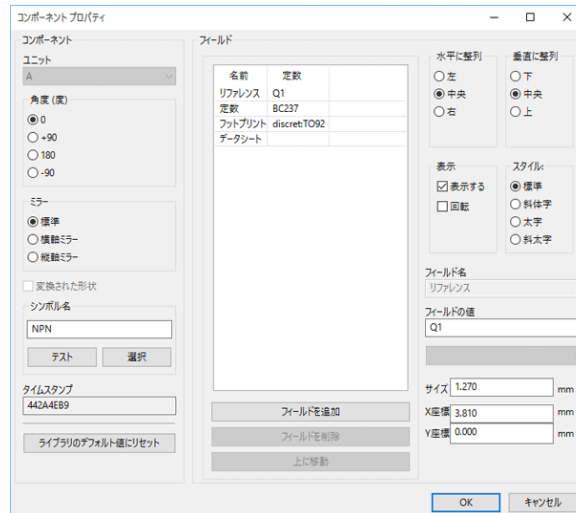 コンポーネント プロパティ
コンポーネント
ユニット
A
角度 (度)
0
+90
180
-90
ミラー
標準
横軸ミラー
縦軸ミラー
変換された形状
シンボル名
NPN
テスト 選択
タイムスタンプ
442A4EB9
ライブラリのデフォルト値にリセット
フィールド
名前 定数
リファレンス Q1
定数 BC237
フットプリント discret:TO92
データシート
フィールドを追加
フィールドを削除
上に移動
水平に整列
左
中央
右
垂直に整列
下
中央
上
表示
表示する
回転
スタイル:
標準
斜体字
太字
斜太字
フィールド名
リファレンス
フィールドの値
Q1
サイズ 1.270 mm
X座標 3.810 mm
Y座標 0.000 mm
OK キャンセル